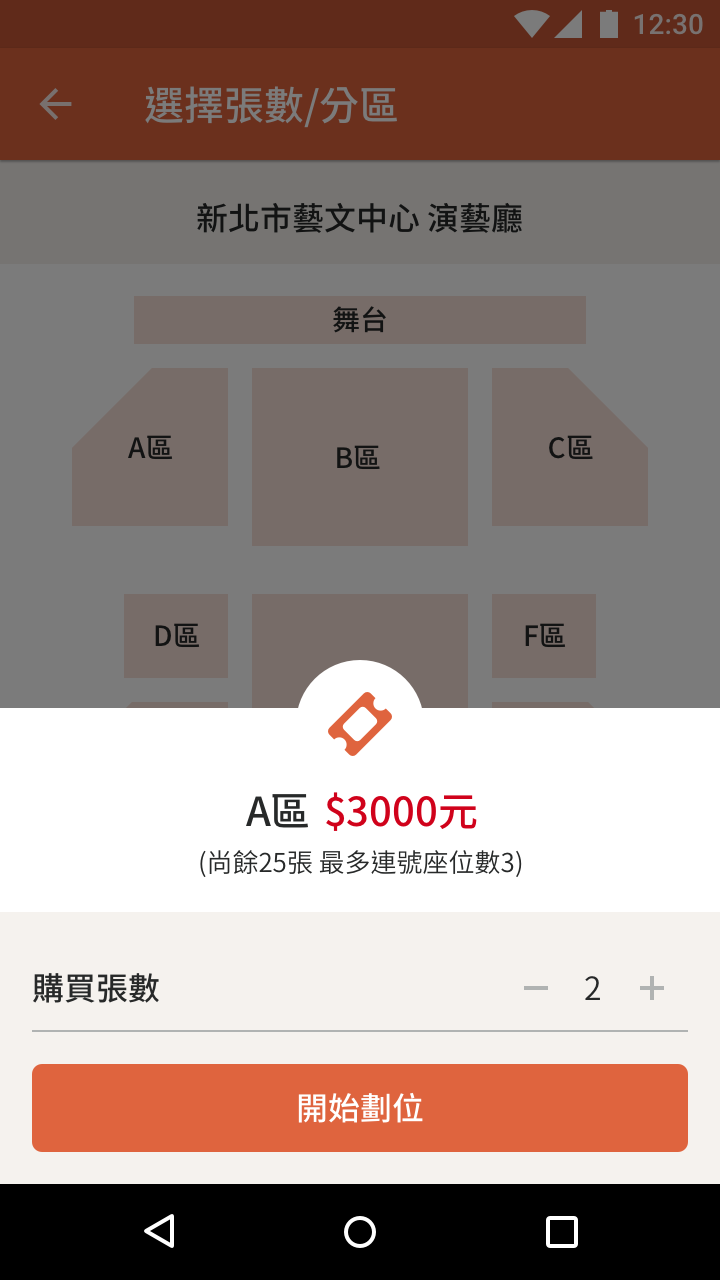 12:30
選擇張數/分區
新北市藝文中心 演藝廳
舞台
A區
B區
C區
D區
F區
A區 $3000元
(尚餘25張 最多連號座位數3)
購買張數
2
開始劃位